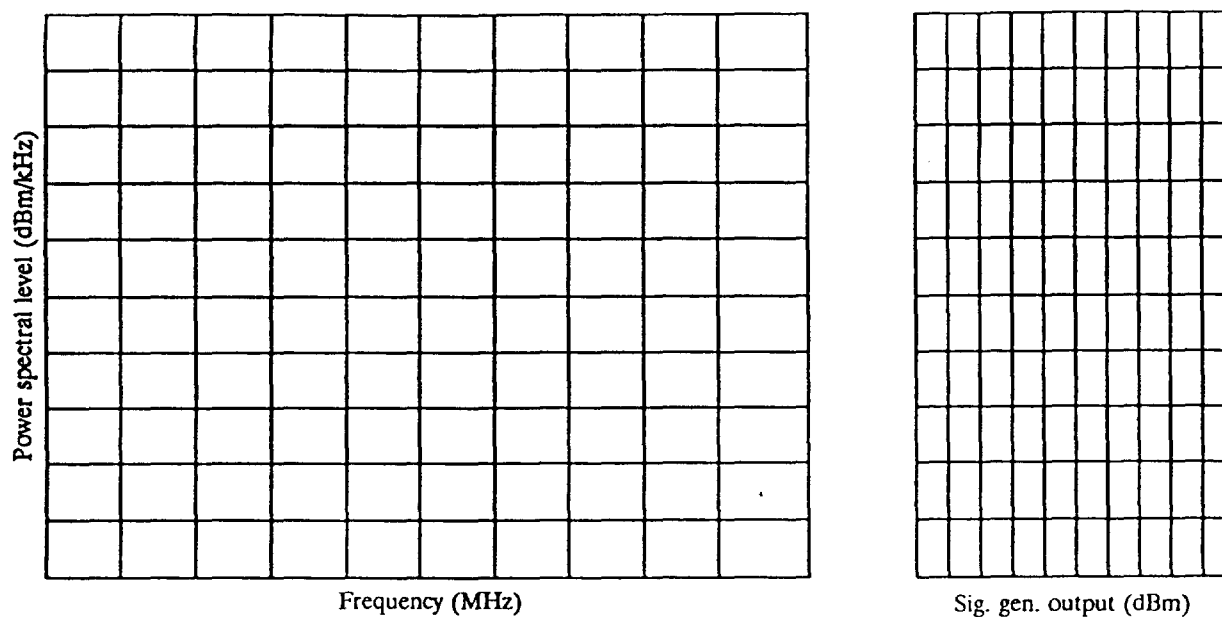 Power spectral level (dBm/kHz)
Frequency (MHz)
Sig. gen. output (dBm)